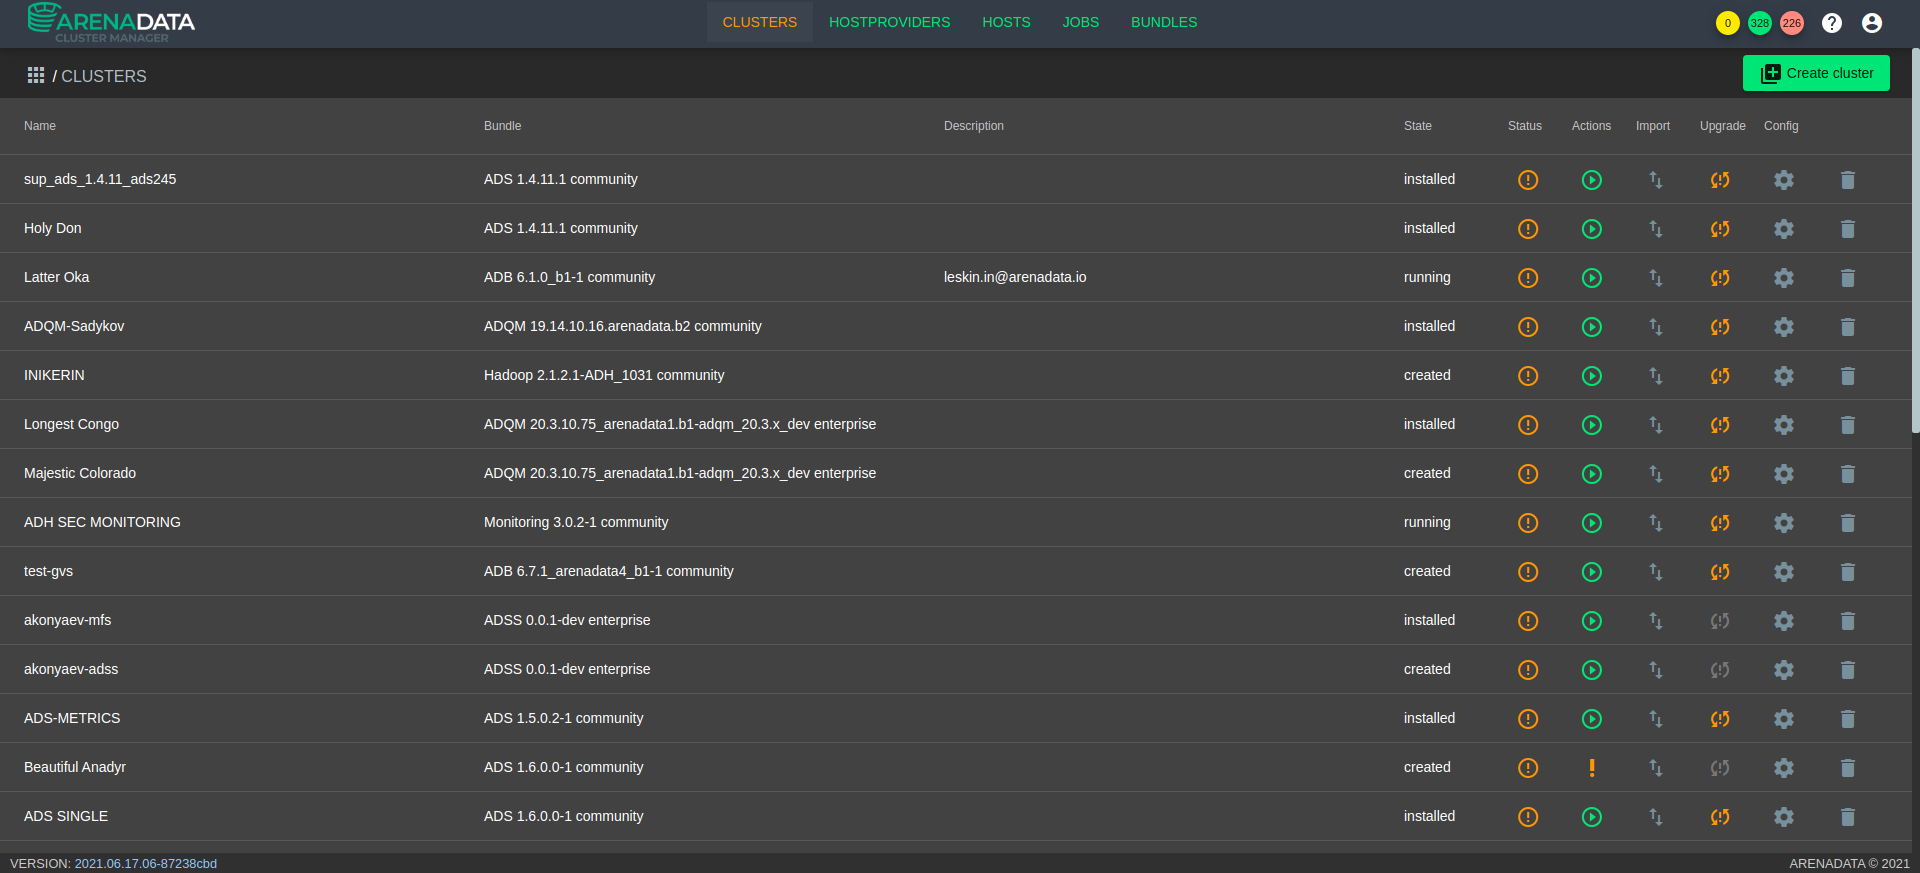 ARENADATA
CLUSTER MANAGER
CLUSTERS HOSTPROVIDERS HOSTS JOBS BUNDLES
0 328 226 ?
/ CLUSTERS
Create cluster
Name Bundle Description State Status Actions Import Upgrade Config
sup_ads_1.4.11_ads245 ADS 1.4.11.1 community installed
Holy Don ADS 1.4.11.1 community installed
Latter Oka ADB 6.1.0_b1-1 community leskin.in@arenadata.io running
ADQM-Sadykov ADQM 19.14.10.16.arenadata.b2 community installed
INIKERIN Hadoop 2.1.2.1-ADH_1031 community created
Longest Congo ADQM 20.3.10.75_arenadata1.b1-adqm_20.3.x_dev enterprise installed
Majestic Colorado ADQM 20.3.10.75_arenadata1.b1-adqm_20.3.x_dev enterprise created
ADH SEC MONITORING Monitoring 3.0.2-1 community running
test-gvs ADB 6.7.1_arenadata4_b1-1 community created
akonyaev-mfs ADSS 0.0.1-dev enterprise installed
akonyaev-adss ADSS 0.0.1-dev enterprise created
ADS-METRICS ADS 1.5.0.2-1 community installed
Beautiful Anadyr ADS 1.6.0.0-1 community created
ADS SINGLE ADS 1.6.0.0-1 community installed
VERSION: 2021.06.17.06-87238cbd
ARENADATA © 2021